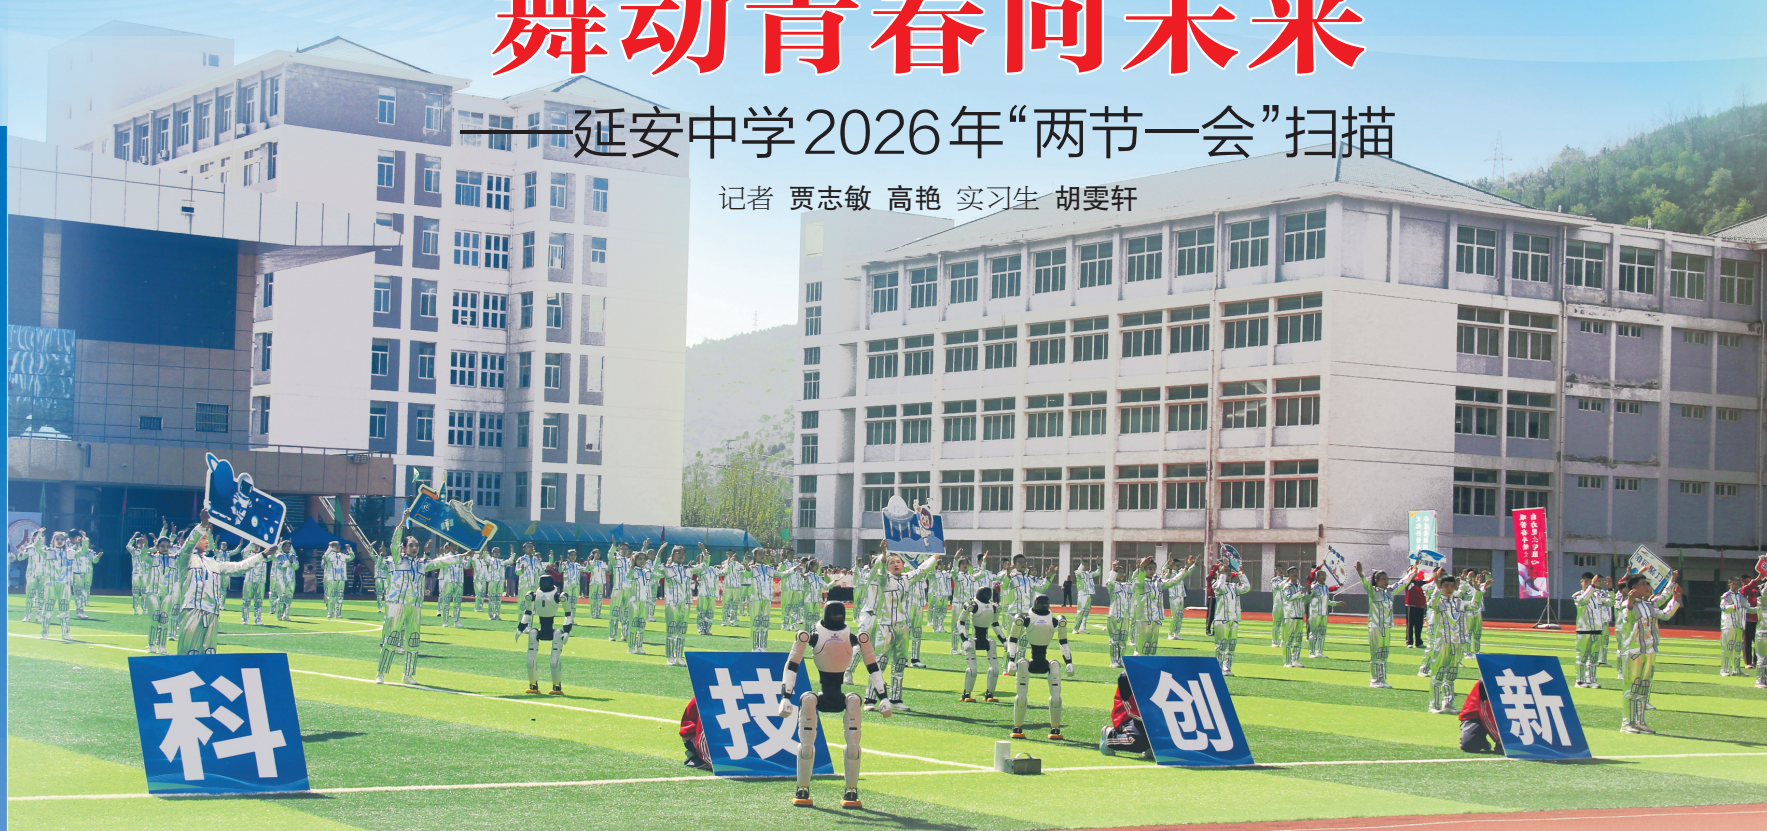 舞动青春向未来
——延安中学2026年“两节一会”扫描
记者 贾志敏 高艳 实习生 胡雯轩
科 技 创 新